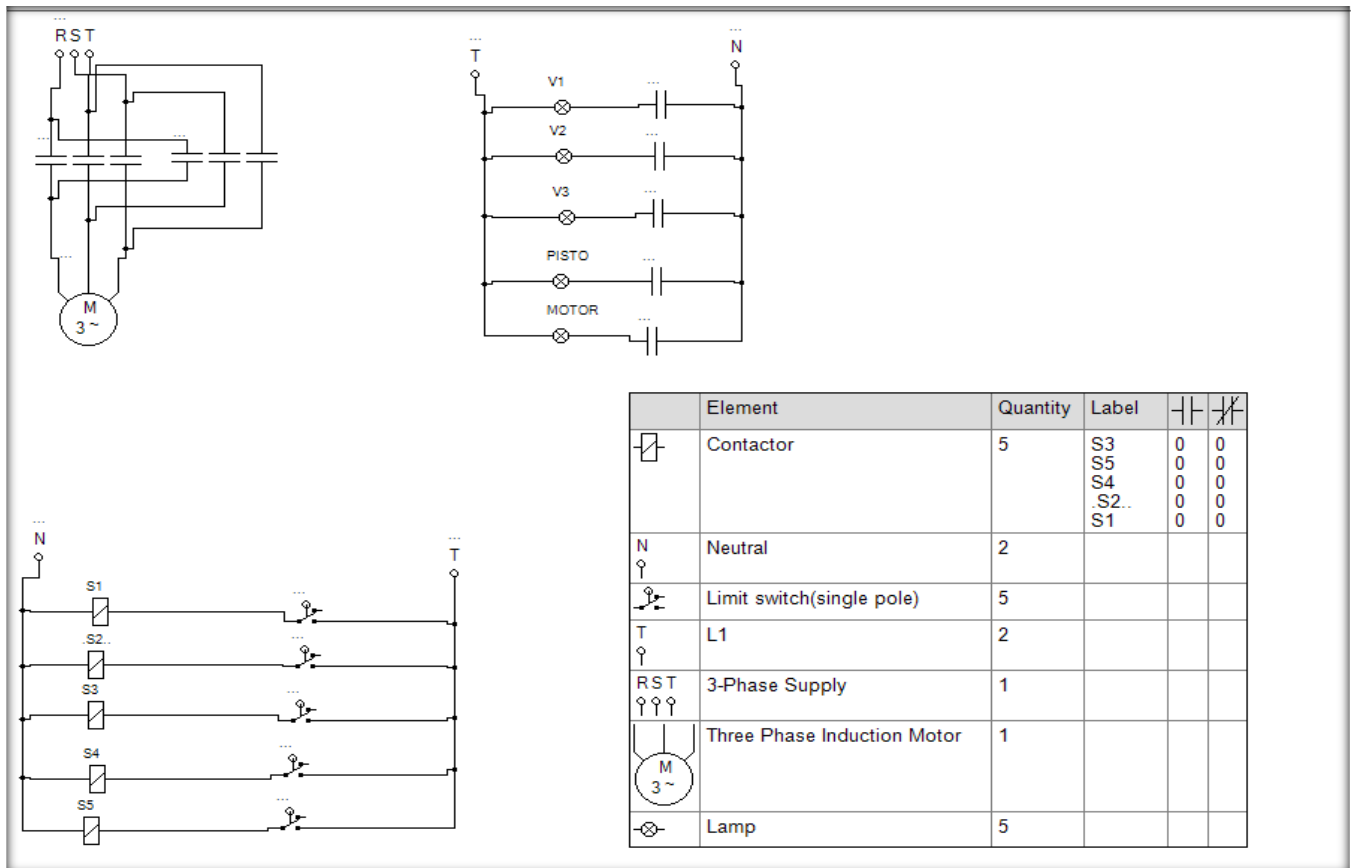 ...
R S T
...
T
...
N
V1
...
V2
...
V3
...
PISTO
...
MOTOR
...
...
...
...
M
3 ~
Element Quantity Label
Contactor 5 S3 0 0
S5 0 0
S4 0 0
.S2.. 0 0
S1 0 0
N Neutral 2
Limit switch(single pole) 5
T L1 2
R S T 3-Phase Supply 1
Three Phase Induction Motor 1
M
3 ~
Lamp 5
...
N
...
T
S1
...
.S2..
...
S3
...
S4
...
S5
...